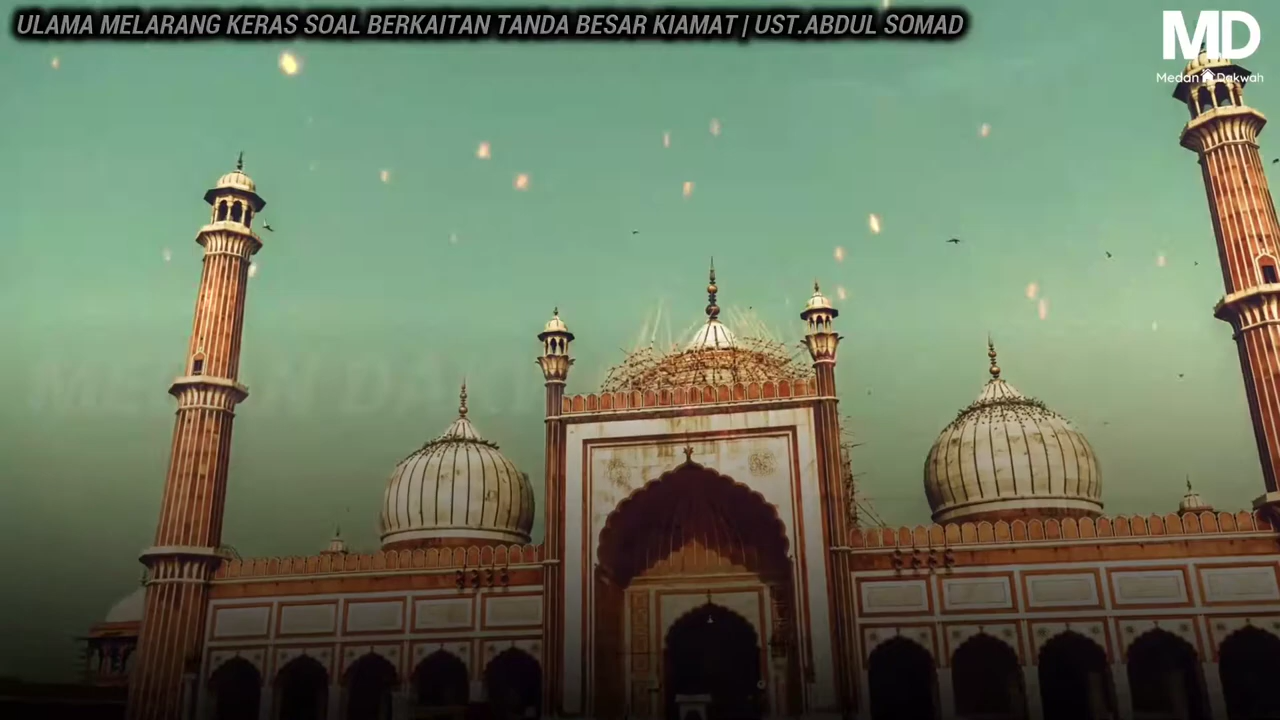 ULAMA MELARANG KERAS SOAL BERKAITAN TANDA BESAR KIAMAT | UST.ABDUL SOMAD
MD
Medan Dakwah